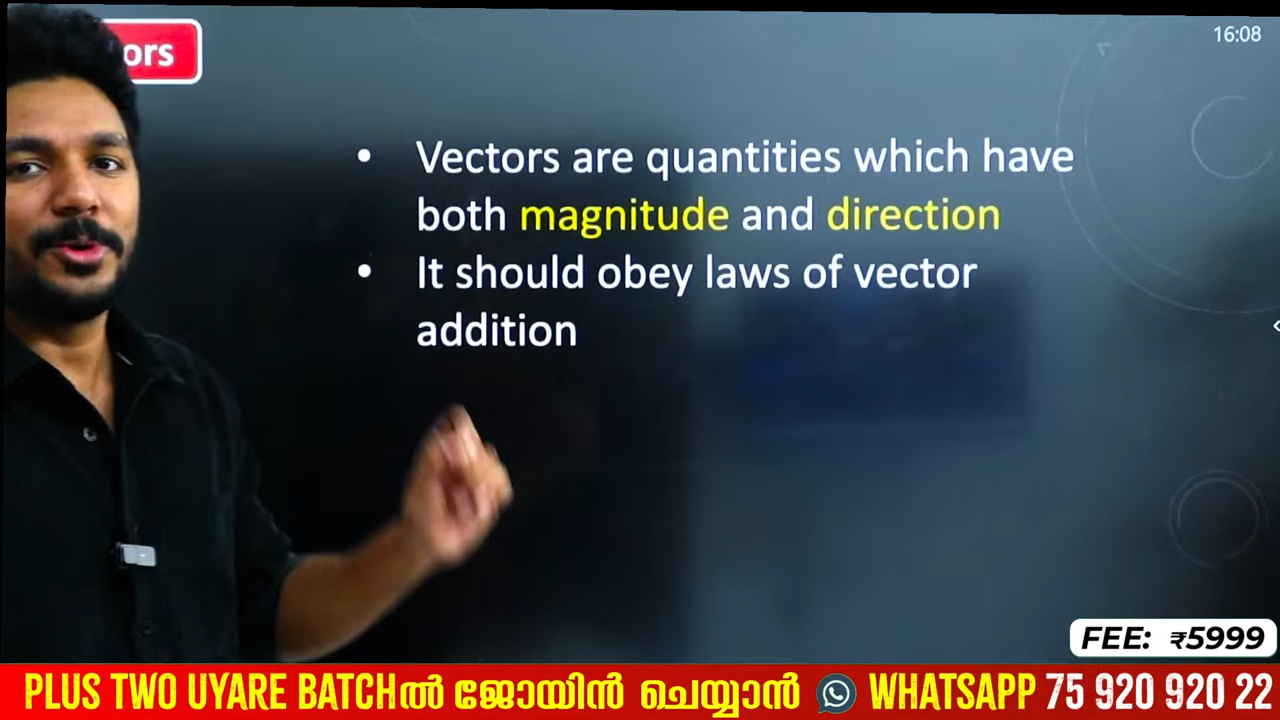 ors
16:08
• Vectors are quantities which have
both magnitude and direction
• It should obey laws of vector
addition
FEE: ₹5999
PLUS TWO UYARE BATCHൽ ജോയിൻ ചെയ്യാൻ WHATSAPP 75 920 920 22